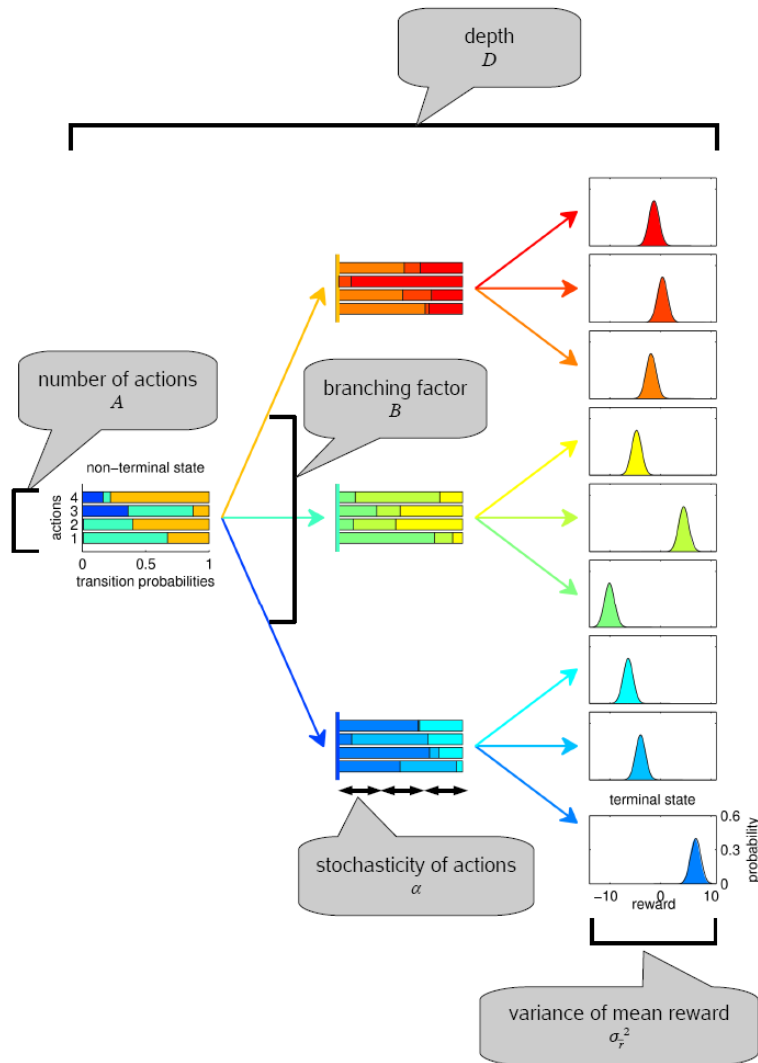 depth
D
number of actions
A
branching factor
B
non-terminal state
actions
4
3
2
1
0 0.5 1
transition probabilities
stochasticity of actions
α
terminal state
0.6
0.3
0
probability
−10 0 10
reward
variance of mean reward
σr̄²